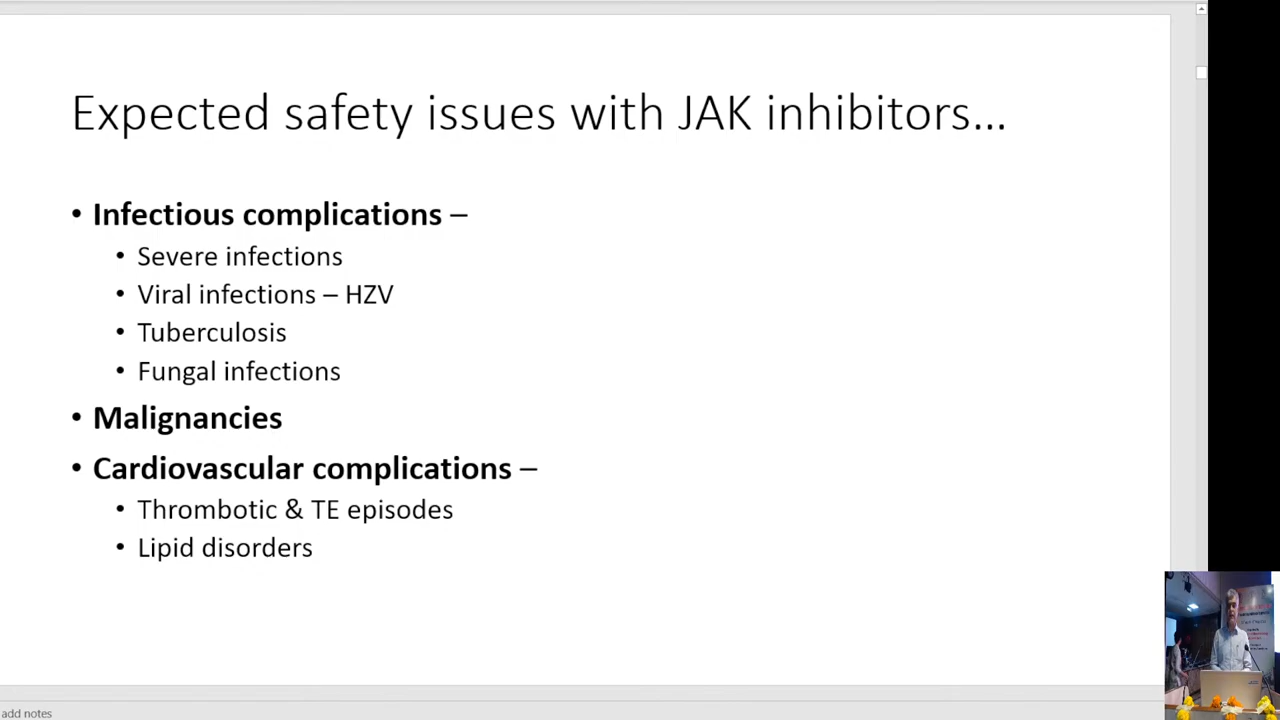 Expected safety issues with JAK inhibitors...
• Infectious complications –
• Severe infections
• Viral infections – HZV
• Tuberculosis
• Fungal infections
• Malignancies
• Cardiovascular complications –
• Thrombotic & TE episodes
• Lipid disorders
add notes